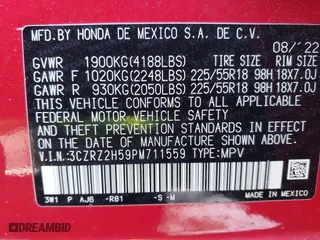 MFD.BY HONDA DE MEXICO S.A. DE C.V.
08/'22
GVWR 1900KG(4188LBS) TIRE SIZE RIM SIZE
GAWR F 1020KG(2248LBS) 225/55R18 98H 18X7.0J
GAWR R 930KG(2050LBS) 225/55R18 98H 18X7.0J
THIS VEHICLE CONFORMS TO ALL APPLICABLE
FEDERAL MOTOR VEHICLE SAFETY AND
THEFT PREVENTION STANDARDS IN EFFECT ON
THE DATE OF MANUFACTURE SHOWN ABOVE.
V.I.N:3CZRZ2H59PM711559 TYPE:MPV
3W1 P AJ6 -R81 -S -M
MADE IN MEXICO
DREAMBID